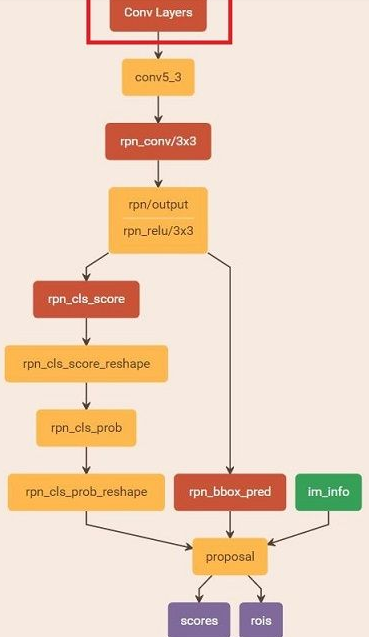 Conv Layers
conv5_3
rpn_conv/3x3
rpn/output
rpn_relu/3x3
rpn_cls_score
rpn_cls_score_reshape
rpn_cls_prob
rpn_cls_prob_reshape
rpn_bbox_pred
im_info
proposal
scores
rois